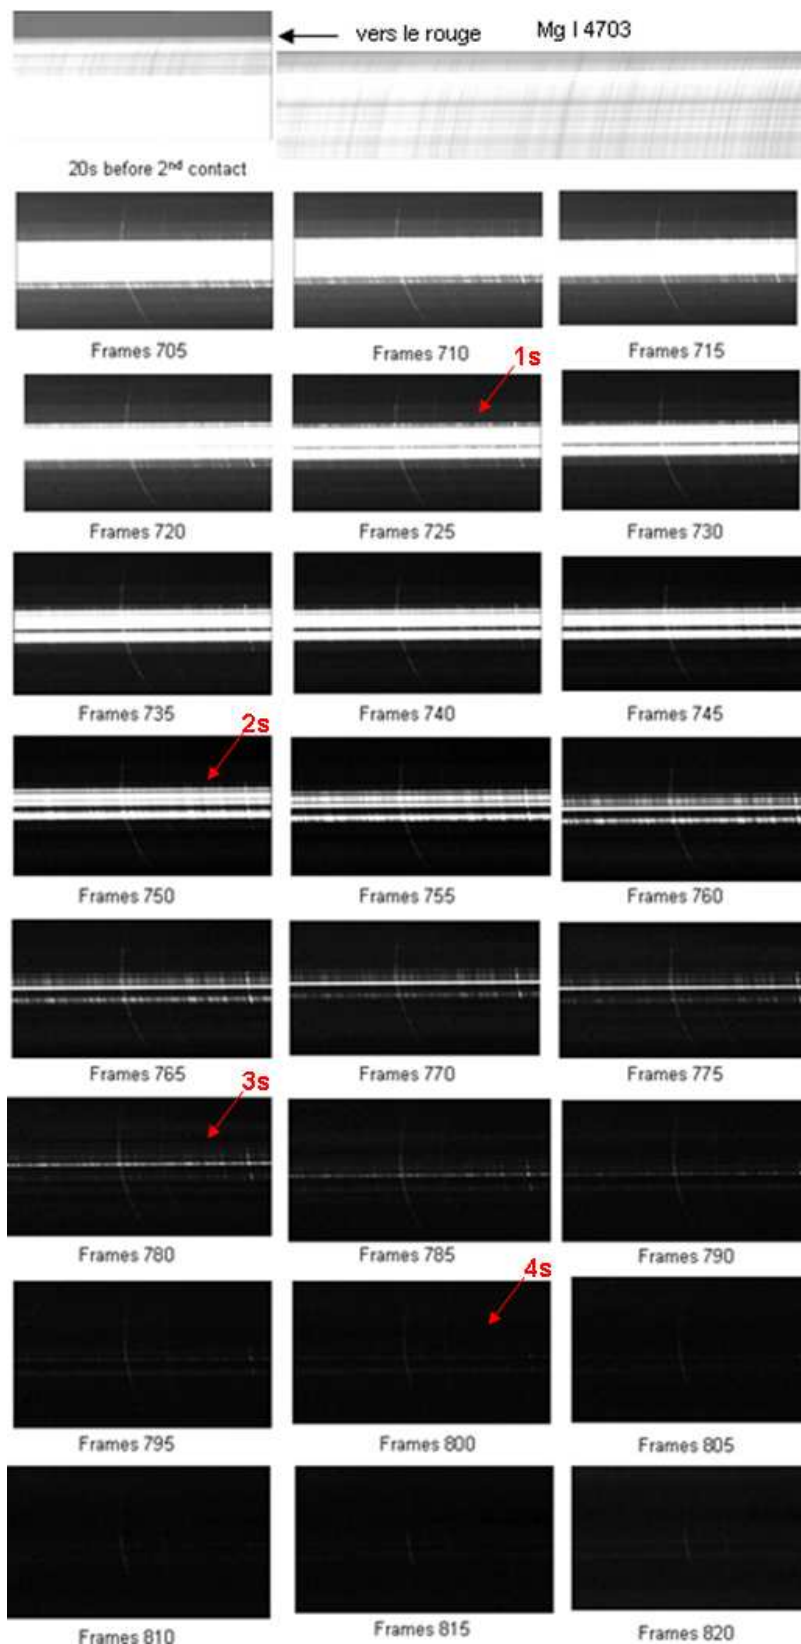 vers le rouge Mg I 4703
20s before 2nd contact
Frames 705
Frames 710
Frames 715
1s
Frames 720
Frames 725
Frames 730
Frames 735
Frames 740
Frames 745
2s
Frames 750
Frames 755
Frames 760
Frames 765
Frames 770
Frames 775
3s
Frames 780
Frames 785
Frames 790
4s
Frames 795
Frames 800
Frames 805
Frames 810
Frames 815
Frames 820